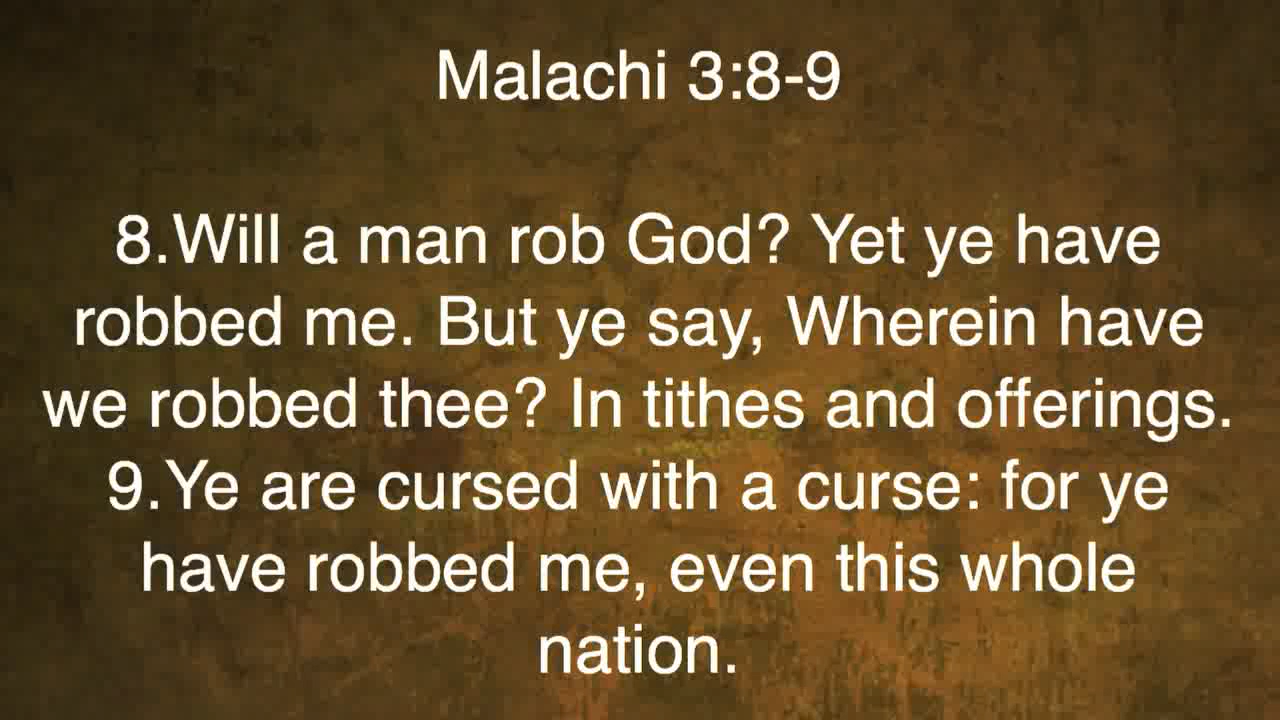 Malachi 3:8-9
8.Will a man rob God? Yet ye have
robbed me. But ye say, Wherein have
we robbed thee? In tithes and offerings.
9.Ye are cursed with a curse: for ye
have robbed me, even this whole
nation.